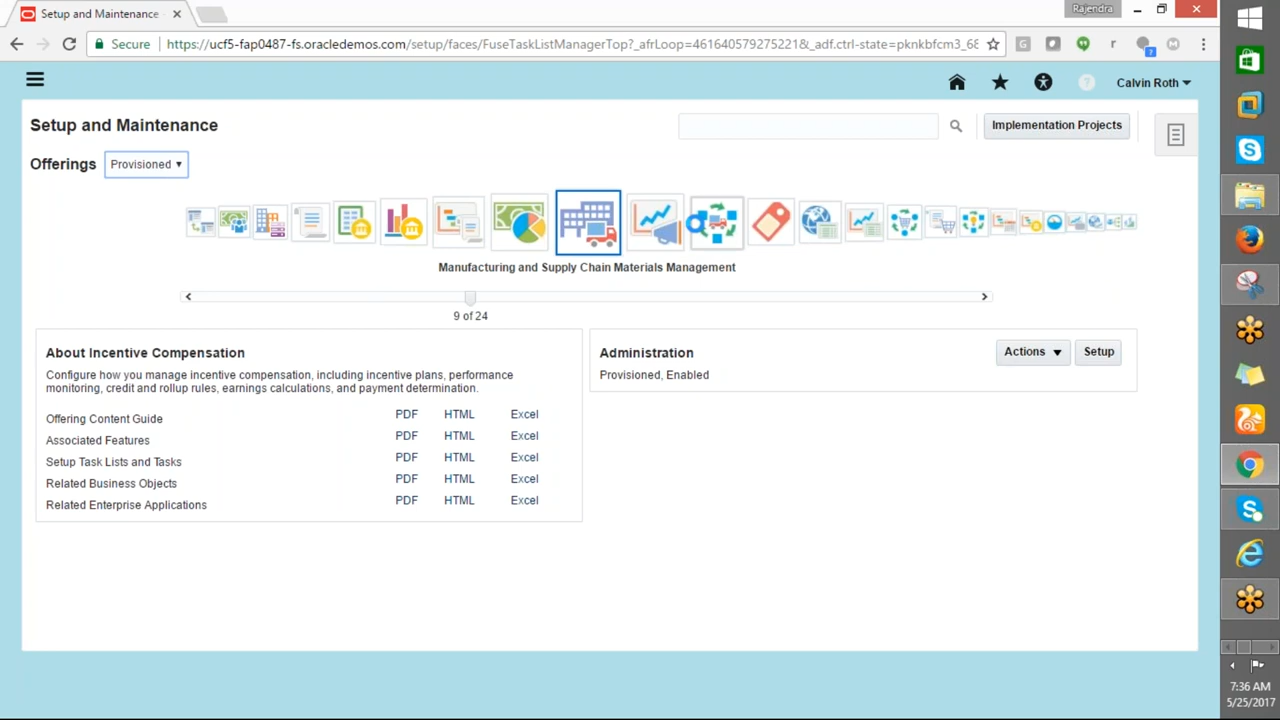 Setup and Maintenance
Rajendra
Secure
https://ucf5-fap0487-fs.oracledemos.com/setup/faces/FuseTaskListManagerTop?_afrLoop=461640579275221&_adf.ctrl-state=pknkbfcm3_68
Calvin Roth
Setup and Maintenance
Implementation Projects
Offerings Provisioned
Manufacturing and Supply Chain Materials Management
9 of 24
About Incentive Compensation
Configure how you manage incentive compensation, including incentive plans, performance
monitoring, credit and rollup rules, earnings calculations, and payment determination.
Offering Content Guide PDF HTML Excel
Associated Features PDF HTML Excel
Setup Task Lists and Tasks PDF HTML Excel
Related Business Objects PDF HTML Excel
Related Enterprise Applications PDF HTML Excel
Administration
Actions Setup
Provisioned, Enabled
7:36 AM
5/25/2017